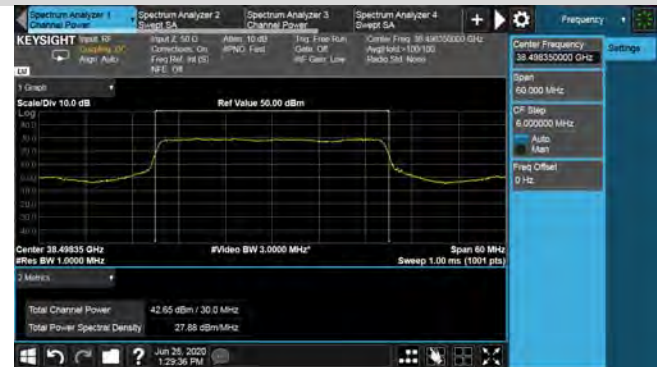 Spectrum Analyzer 1
Channel Power
Spectrum Analyzer 2
Swept SA
Spectrum Analyzer 3
Channel Power
Spectrum Analyzer 4
Swept SA
+
Frequency
KEYSIGHT
Input: RF
Coupling: DC
Align: Auto
Input Z: 50 Ω
Corrections: On
Freq Ref: Int (S)
NFE: Off
Atten: 10 dB
#PNO: Fast
Trig: Free Run
Gate: Off
#IF Gain: Low
Center Freq: 38.498350000 GHz
Avg|Hold:>100/100
Radio Std: None
LXI
Center Frequency
38.498350000 GHz
Settings
Span
60.000 MHz
CF Step
6.000000 MHz
Auto
Man
Freq Offset
0 Hz
1 Graph
Scale/Div 10.0 dB
Ref Value 50.00 dBm
Log
Center 38.49835 GHz
#Video BW 3.0000 MHz*
Span 60 MHz
#Res BW 1.0000 MHz
Sweep 1.00 ms (1001 pts)
2 Metrics
Total Channel Power
42.65 dBm / 30.0 MHz
Total Power Spectral Density
27.88 dBm/MHz
?
Jun 25, 2020
1:29:36 PM